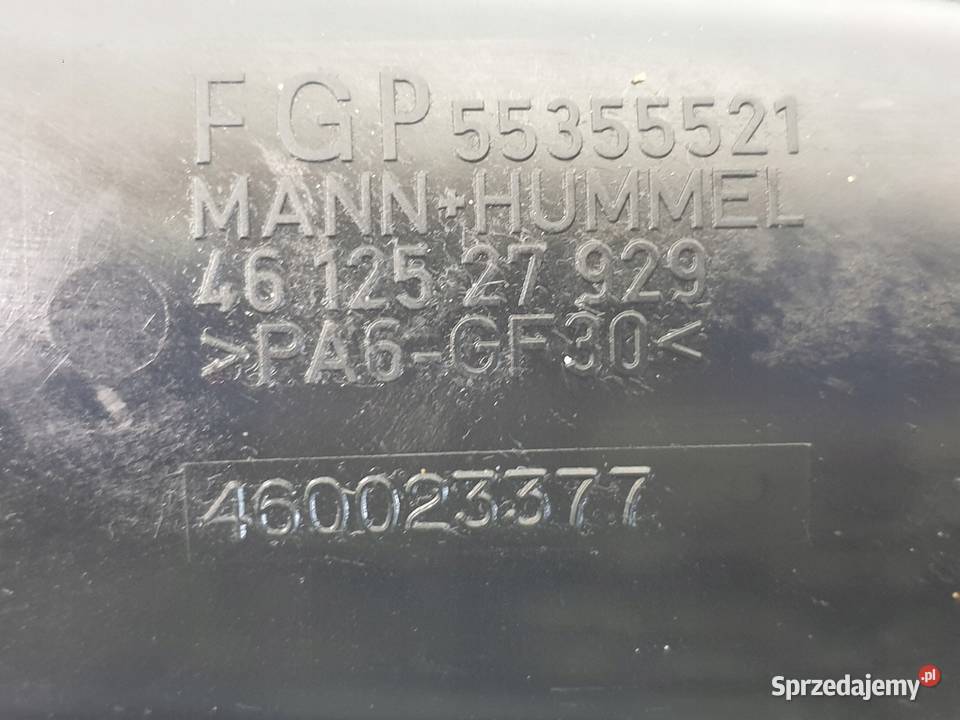 FGP 55355521
MANN+HUMMEL
46 125 27 929
>PA6-GF30<
460023377
Sprzedajemy.pl